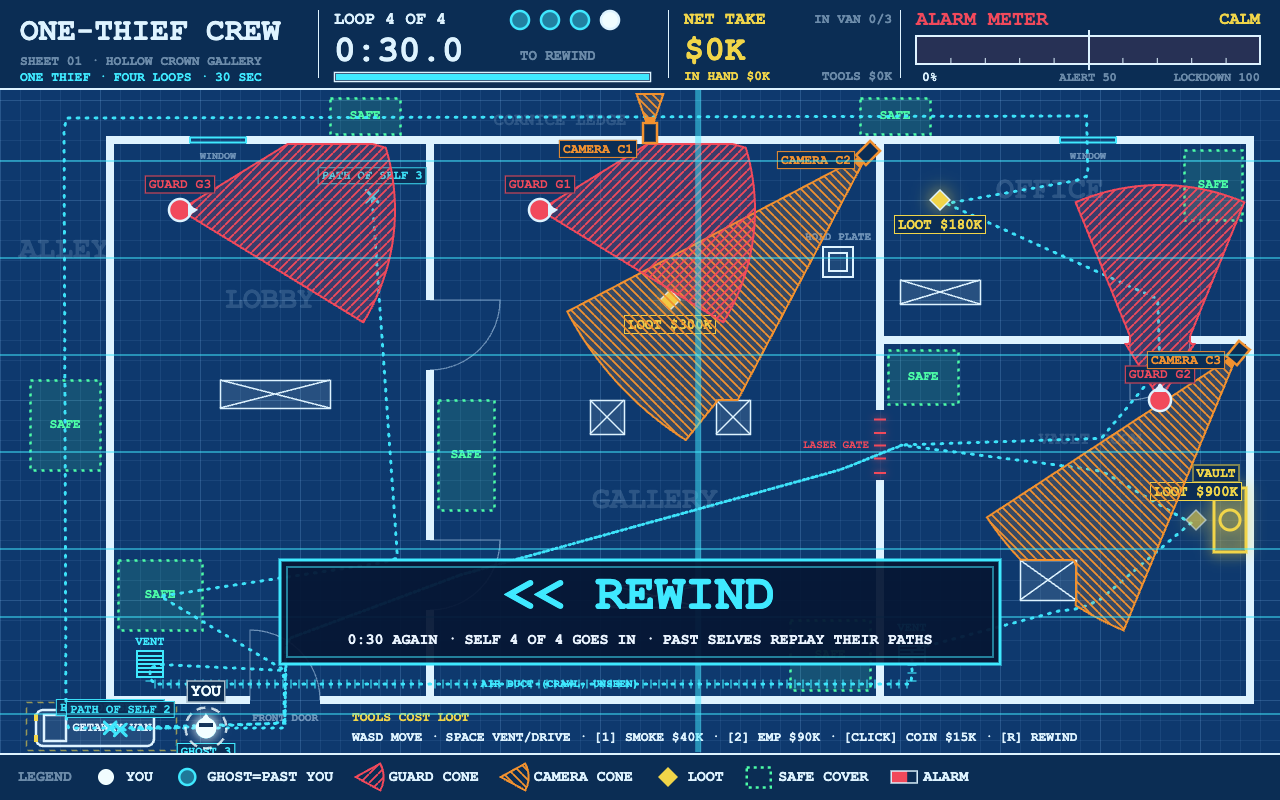 ONE-THIEF CREW
SHEET 01 · HOLLOW CROWN GALLERY
ONE THIEF · FOUR LOOPS · 30 SEC
LOOP 4 OF 4
0:30.0
TO REWIND
NET TAKE
IN VAN 0/3
$0K
IN HAND $0K
TOOLS $0K
ALARM METER
CALM
0%
ALERT 50
LOCKDOWN 100
SAFE
CORNICE LEDGE
SAFE
CAMERA C1
CAMERA C2
WINDOW
WINDOW
PATH OF SELF 3
GUARD G3
GUARD G1
OFFICE
SAFE
LOOT $180K
HOLD PLATE
ALLEY
LOBBY
LOOT $300K
CAMERA C3
GUARD G2
SAFE
SAFE
LASER GATE
SAFE
VAULT
LOOT $900K
GALLERY
SAFE
<< REWIND
0:30 AGAIN · SELF 4 OF 4 GOES IN · PAST SELVES REPLAY THEIR PATHS
VENT
AIR DUCT (CRAWL, UNSEEN)
YOU
PATH OF SELF 2
GETAWAY VAN
FRONT DOOR
GHOST 3
TOOLS COST LOOT
WASD MOVE · SPACE VENT/DRIVE · [1] SMOKE $40K · [2] EMP $90K · [CLICK] COIN $15K · [R] REWIND
LEGEND
YOU
GHOST=PAST YOU
GUARD CONE
CAMERA CONE
LOOT
SAFE COVER
ALARM